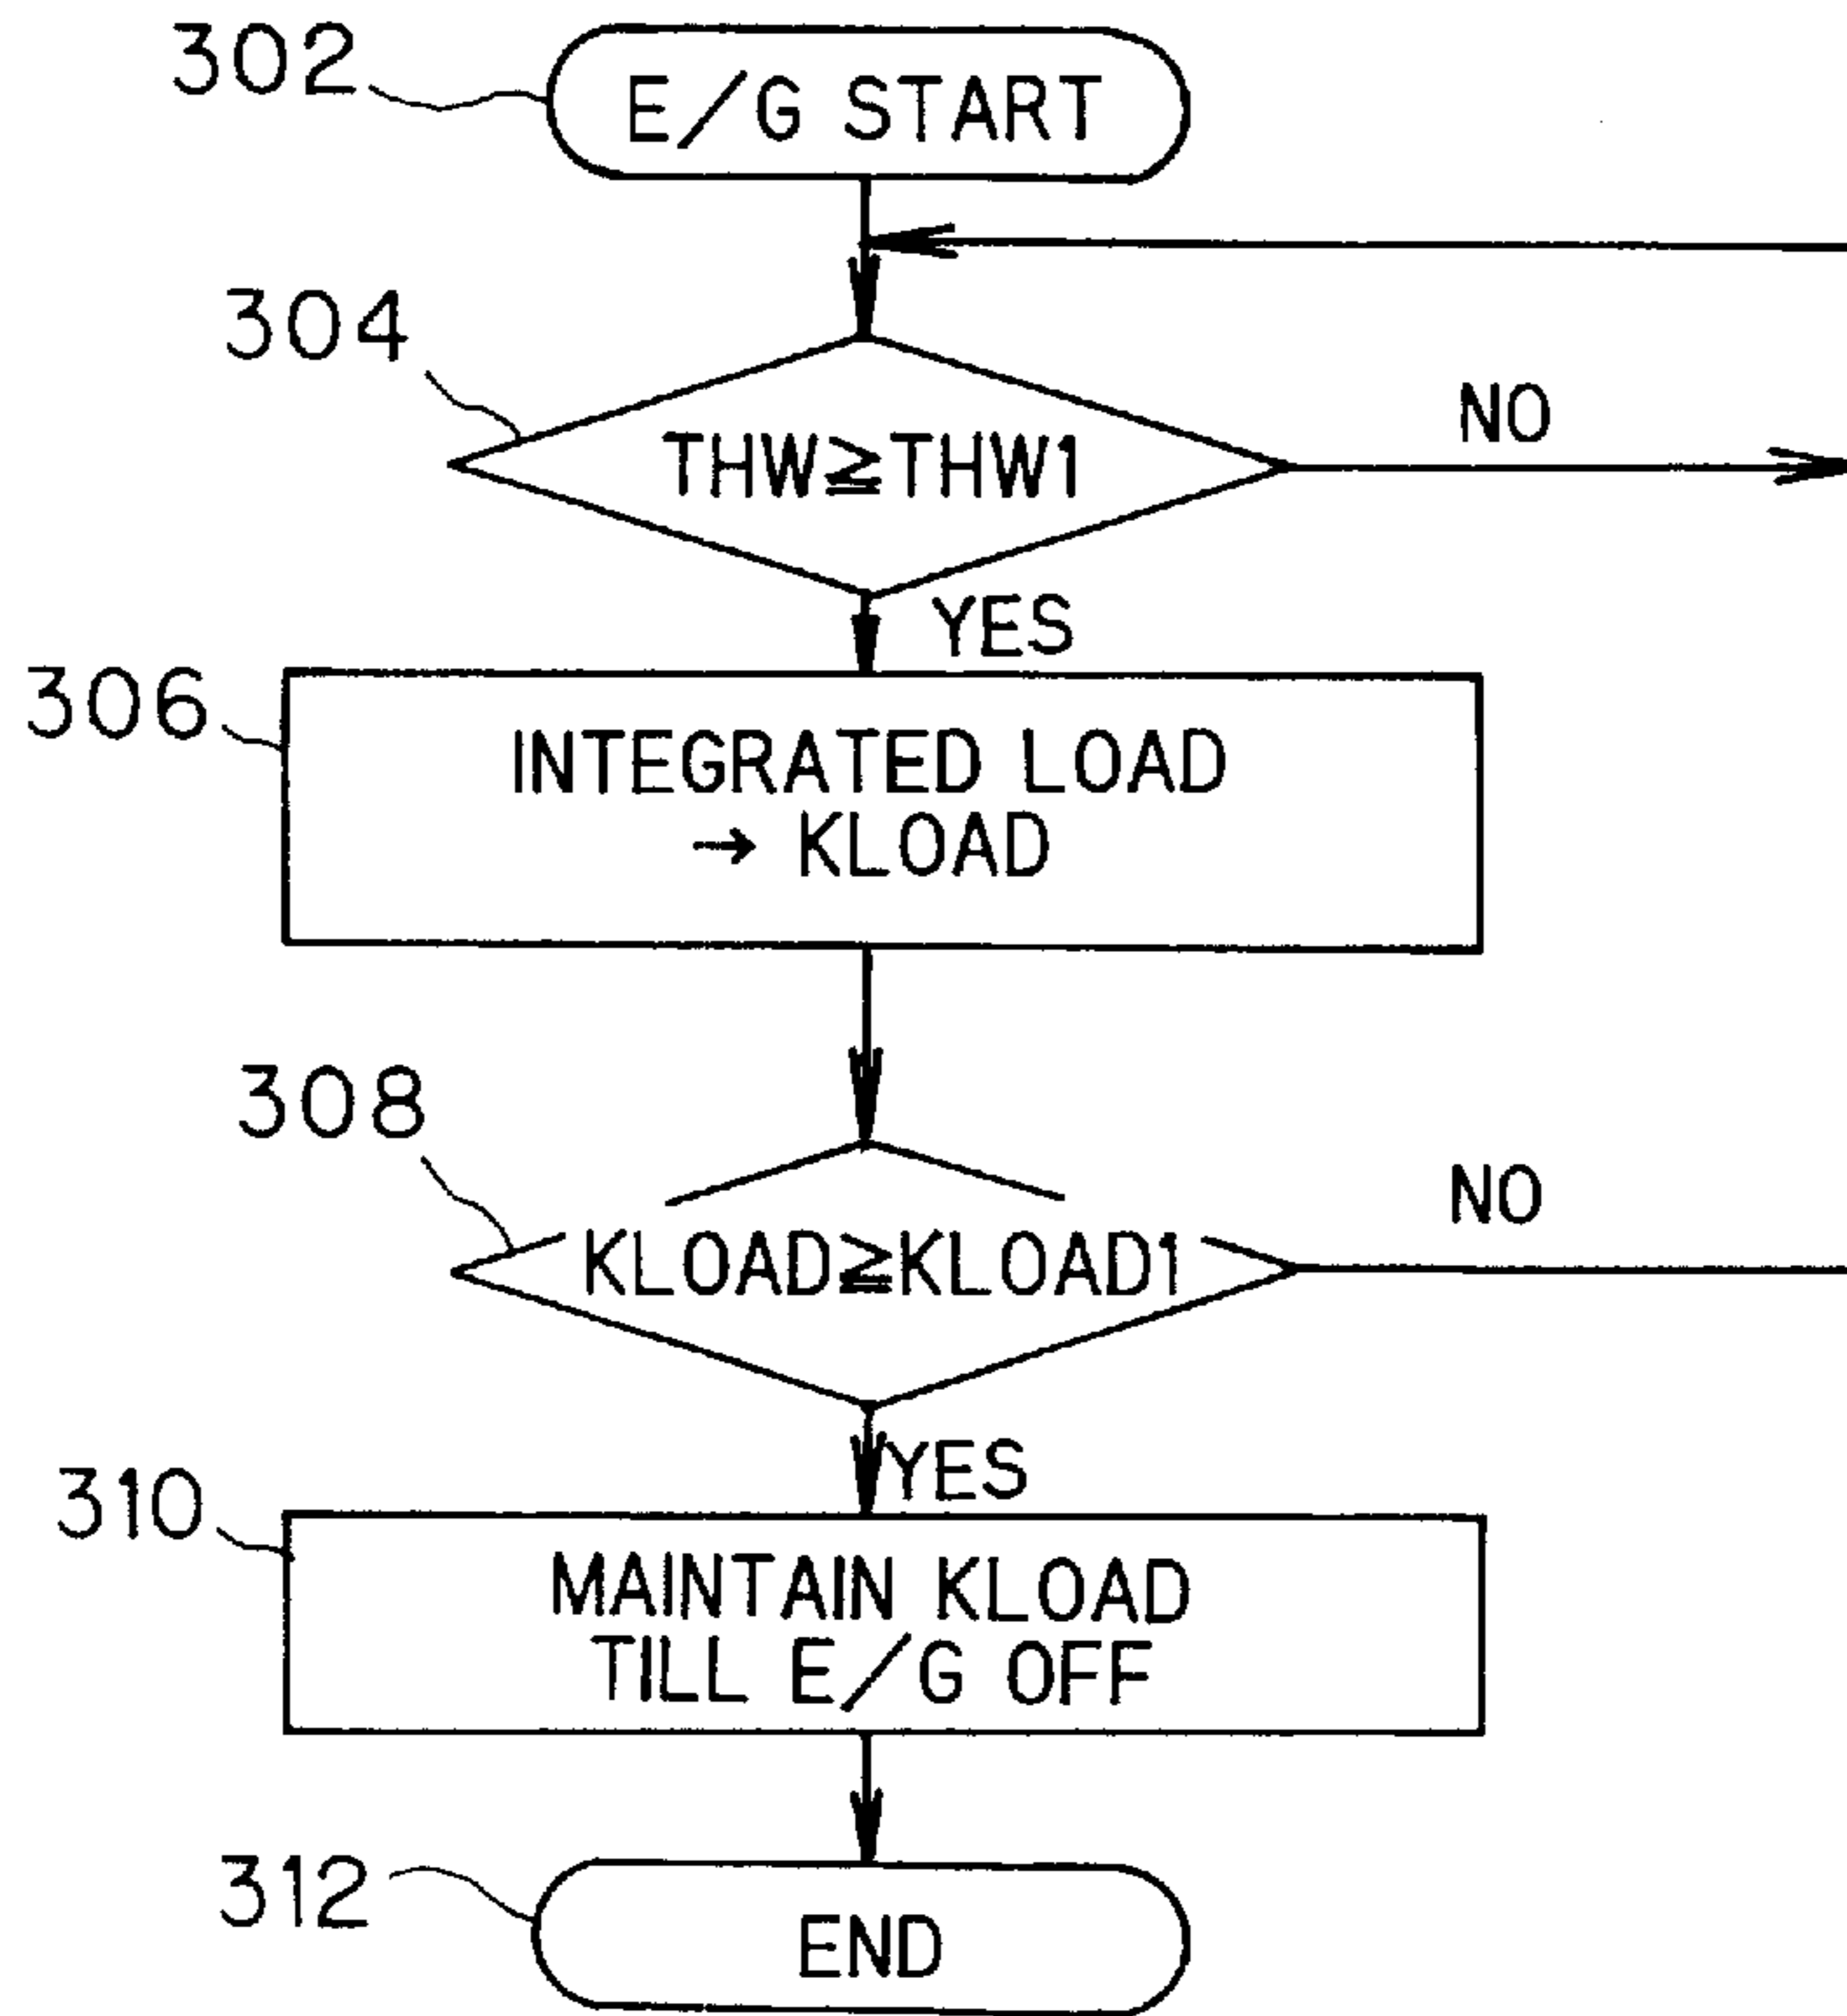 302
E/G START
304
THW≧THW1
NO
YES
306
INTEGRATED LOAD
→ KLOAD
308
NO
KLOAD≧KLOAD1
YES
310
MAINTAIN KLOAD
TILL E/G OFF
312
END